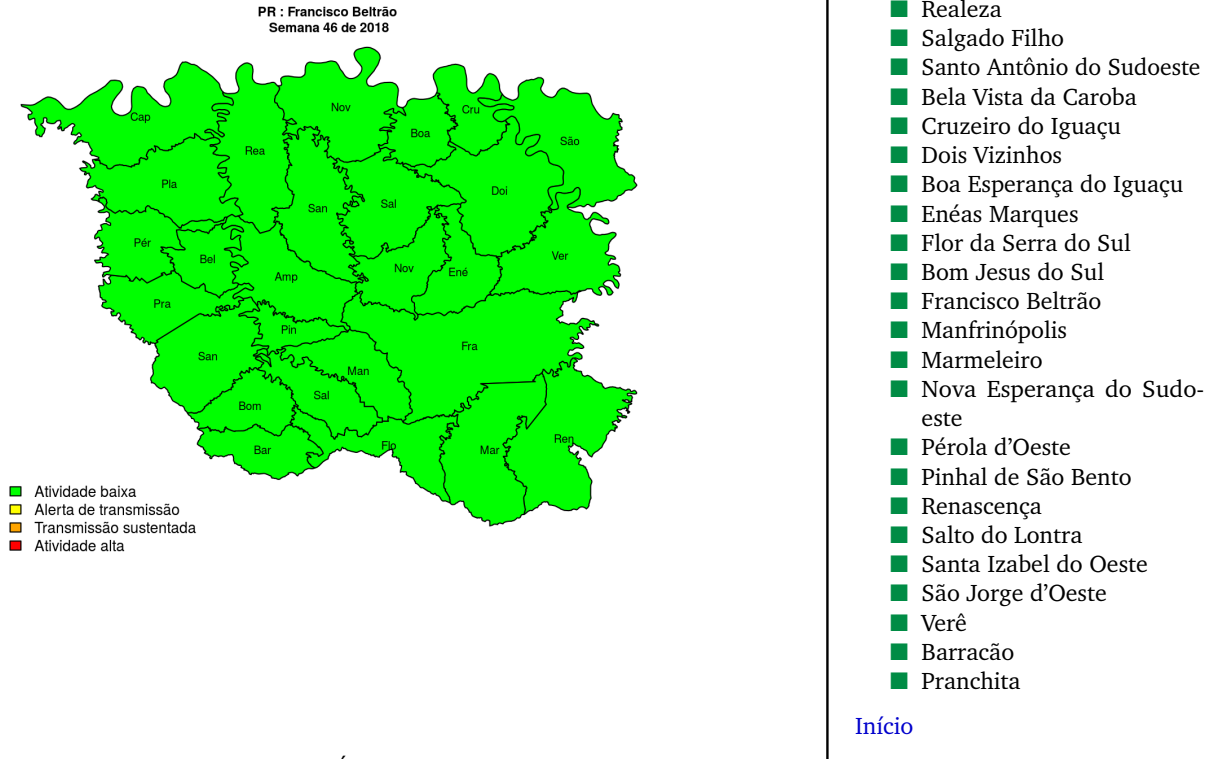 PR : Francisco Beltrão
Semana 46 de 2018
Cap
Nov
Cru
Boa
São
Rea
Pla
Doi
Sal
San
Pér
Bel
Ver
Nov
Ené
Amp
Pra
Pin
Fra
San
Man
Sal
Bom
Ren
Flo
Bar
Mar
Atividade baixa
Alerta de transmissão
Transmissão sustentada
Atividade alta
Realeza
Salgado Filho
Santo Antônio do Sudoeste
Bela Vista da Caroba
Cruzeiro do Iguaçu
Dois Vizinhos
Boa Esperança do Iguaçu
Enéas Marques
Flor da Serra do Sul
Bom Jesus do Sul
Francisco Beltrão
Manfrinópolis
Marmeleiro
Nova Esperança do Sudo-
este
Pérola d'Oeste
Pinhal de São Bento
Renascença
Salto do Lontra
Santa Izabel do Oeste
São Jorge d'Oeste
Verê
Barracão
Pranchita
Início